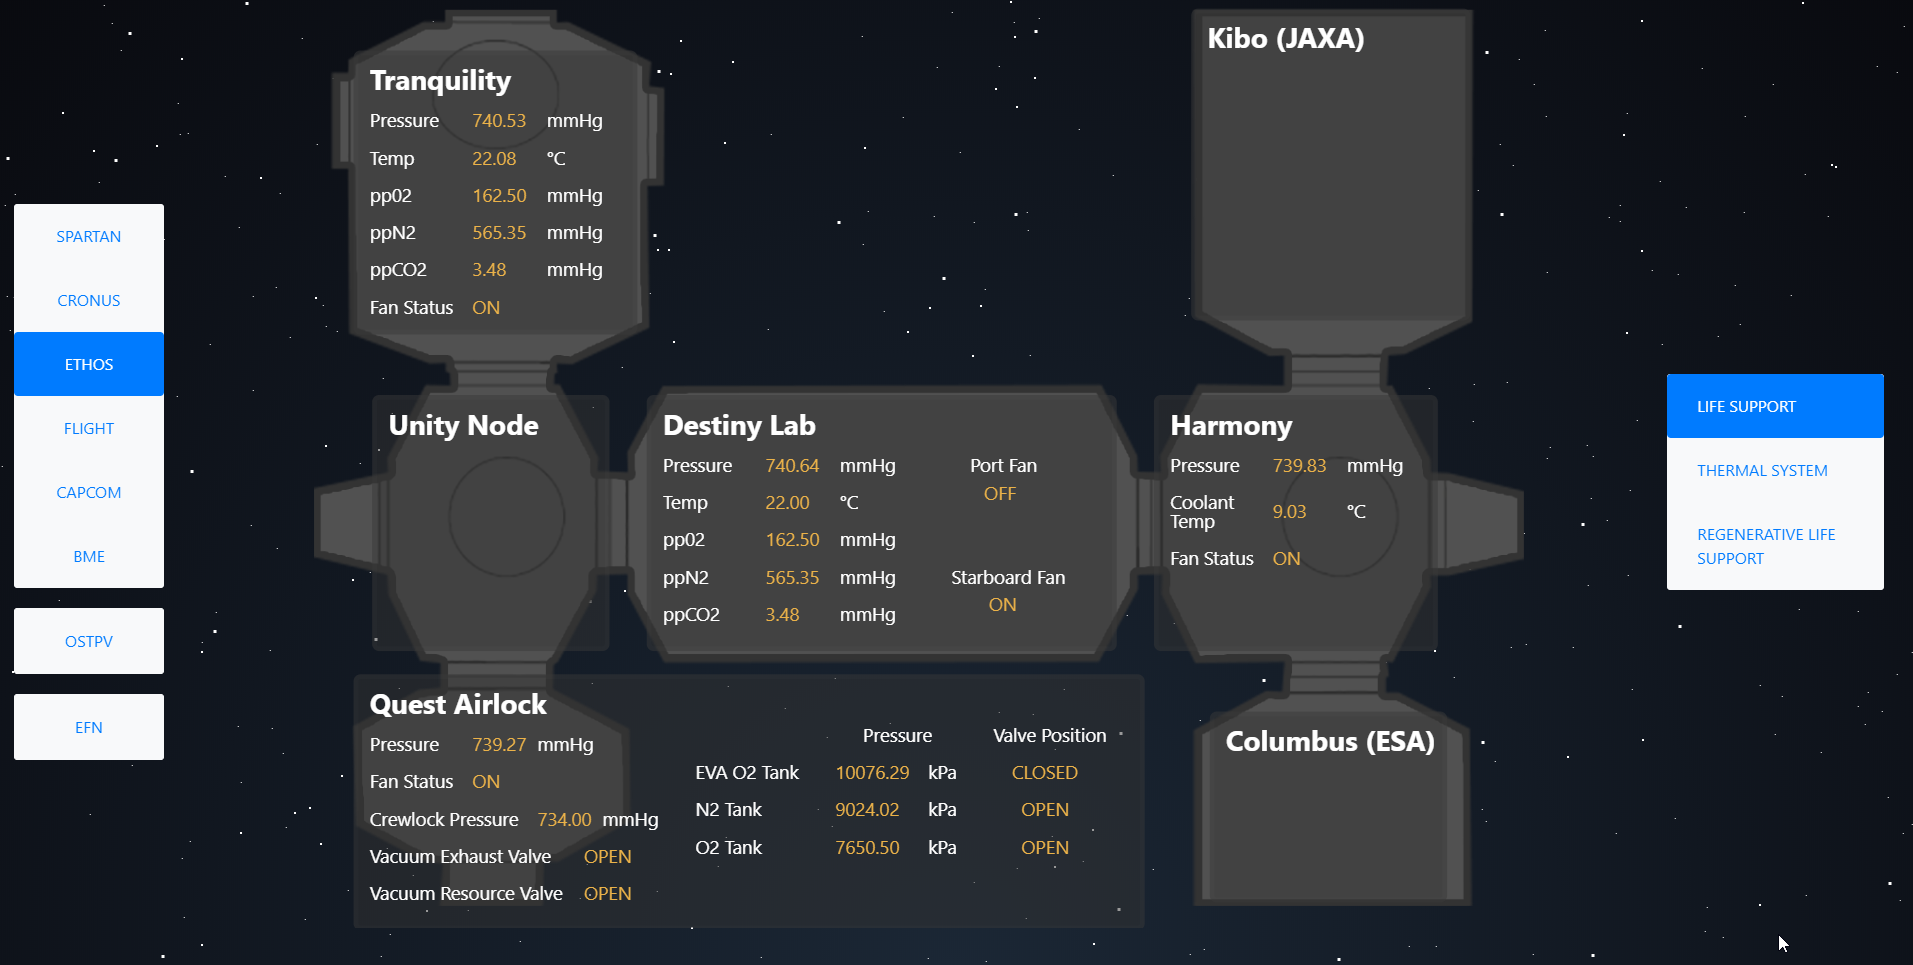 SPARTAN
CRONUS
ETHOS
FLIGHT
CAPCOM
BME
OSTPV
EFN
Tranquility
Pressure 740.53 mmHg
Temp 22.08 °C
pp02 162.50 mmHg
ppN2 565.35 mmHg
ppCO2 3.48 mmHg
Fan Status ON
Kibo (JAXA)
Unity Node
Destiny Lab
Pressure 740.64 mmHg
Temp 22.00 °C
pp02 162.50 mmHg
ppN2 565.35 mmHg
ppCO2 3.48 mmHg
Port Fan
OFF
Starboard Fan
ON
Harmony
Pressure 739.83 mmHg
Coolant
Temp 9.03 °C
Fan Status ON
Quest Airlock
Pressure 739.27 mmHg
Fan Status ON
Crewlock Pressure 734.00 mmHg
Vacuum Exhaust Valve OPEN
Vacuum Resource Valve OPEN
Pressure Valve Position
EVA O2 Tank 10076.29 kPa CLOSED
N2 Tank 9024.02 kPa OPEN
O2 Tank 7650.50 kPa OPEN
Columbus (ESA)
LIFE SUPPORT
THERMAL SYSTEM
REGENERATIVE LIFE
SUPPORT